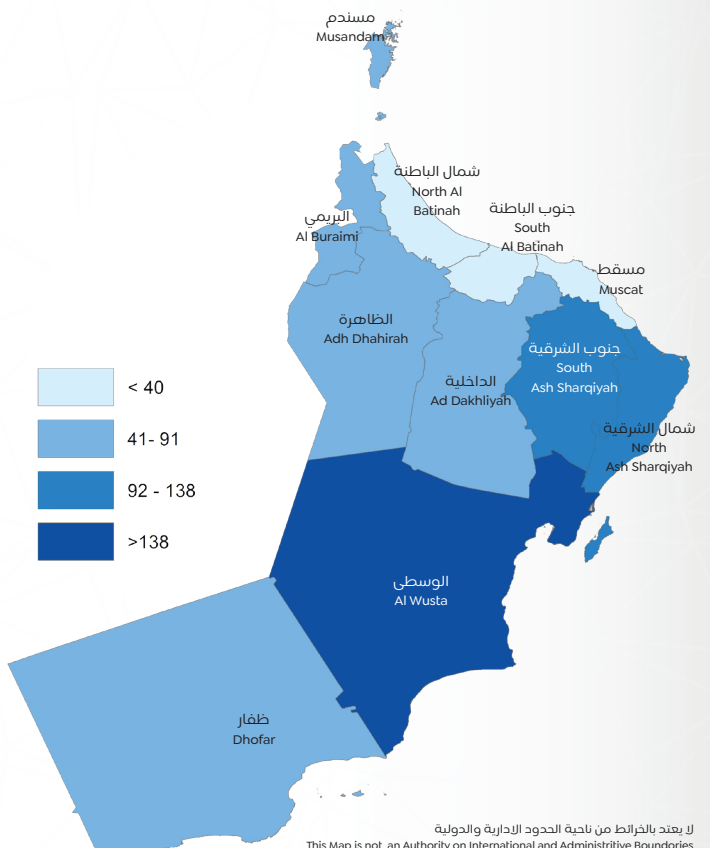 مسندم
Musandam
شمال الباطنة
North Al
Batinah
جنوب الباطنة
South
Al Batinah
البريمي
Al Buraimi
مسقط
Muscat
الظاهرة
Adh Dhahirah
جنوب الشرقية
South
Ash Sharqiyah
الداخلية
Ad Dakhliyah
شمال الشرقية
North
Ash Sharqiyah
< 40
41- 91
92 - 138
>138
الوسطى
Al Wusta
ظفار
Dhofar
لا يعتد بالخرائط من ناحية الحدود الادارية والدولية
This Map is not an Authority on International and Administritive Boundaries